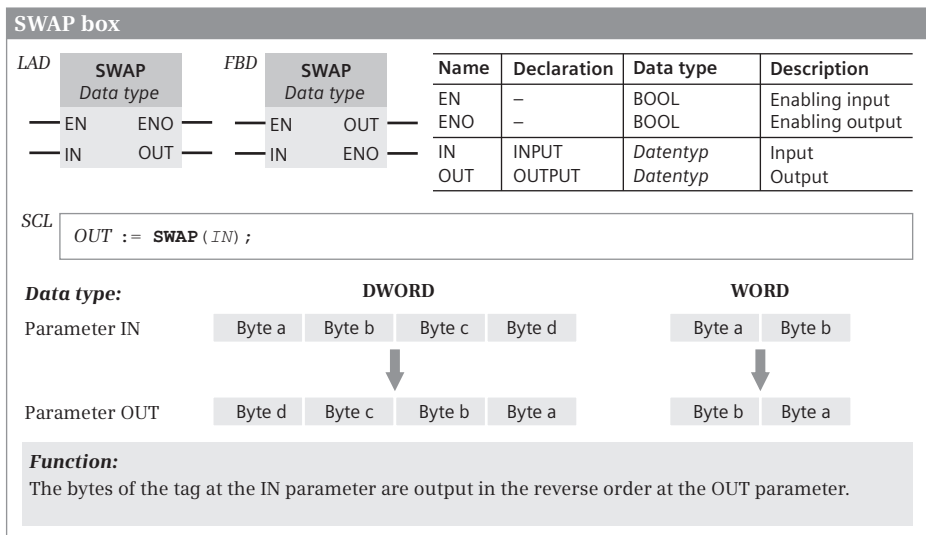 SWAP box
LAD
SWAP
Data type
EN ENO
IN OUT
FBD
SWAP
Data type
EN OUT
IN ENO
Name Declaration Data type Description
EN – BOOL Enabling input
ENO – BOOL Enabling output
IN INPUT Datentyp Input
OUT OUTPUT Datentyp Output
SCL
OUT := SWAP(IN);
Data type: DWORD WORD
Parameter IN Byte a Byte b Byte c Byte d Byte a Byte b
Parameter OUT Byte d Byte c Byte b Byte a Byte b Byte a
Function:
The bytes of the tag at the IN parameter are output in the reverse order at the OUT parameter.